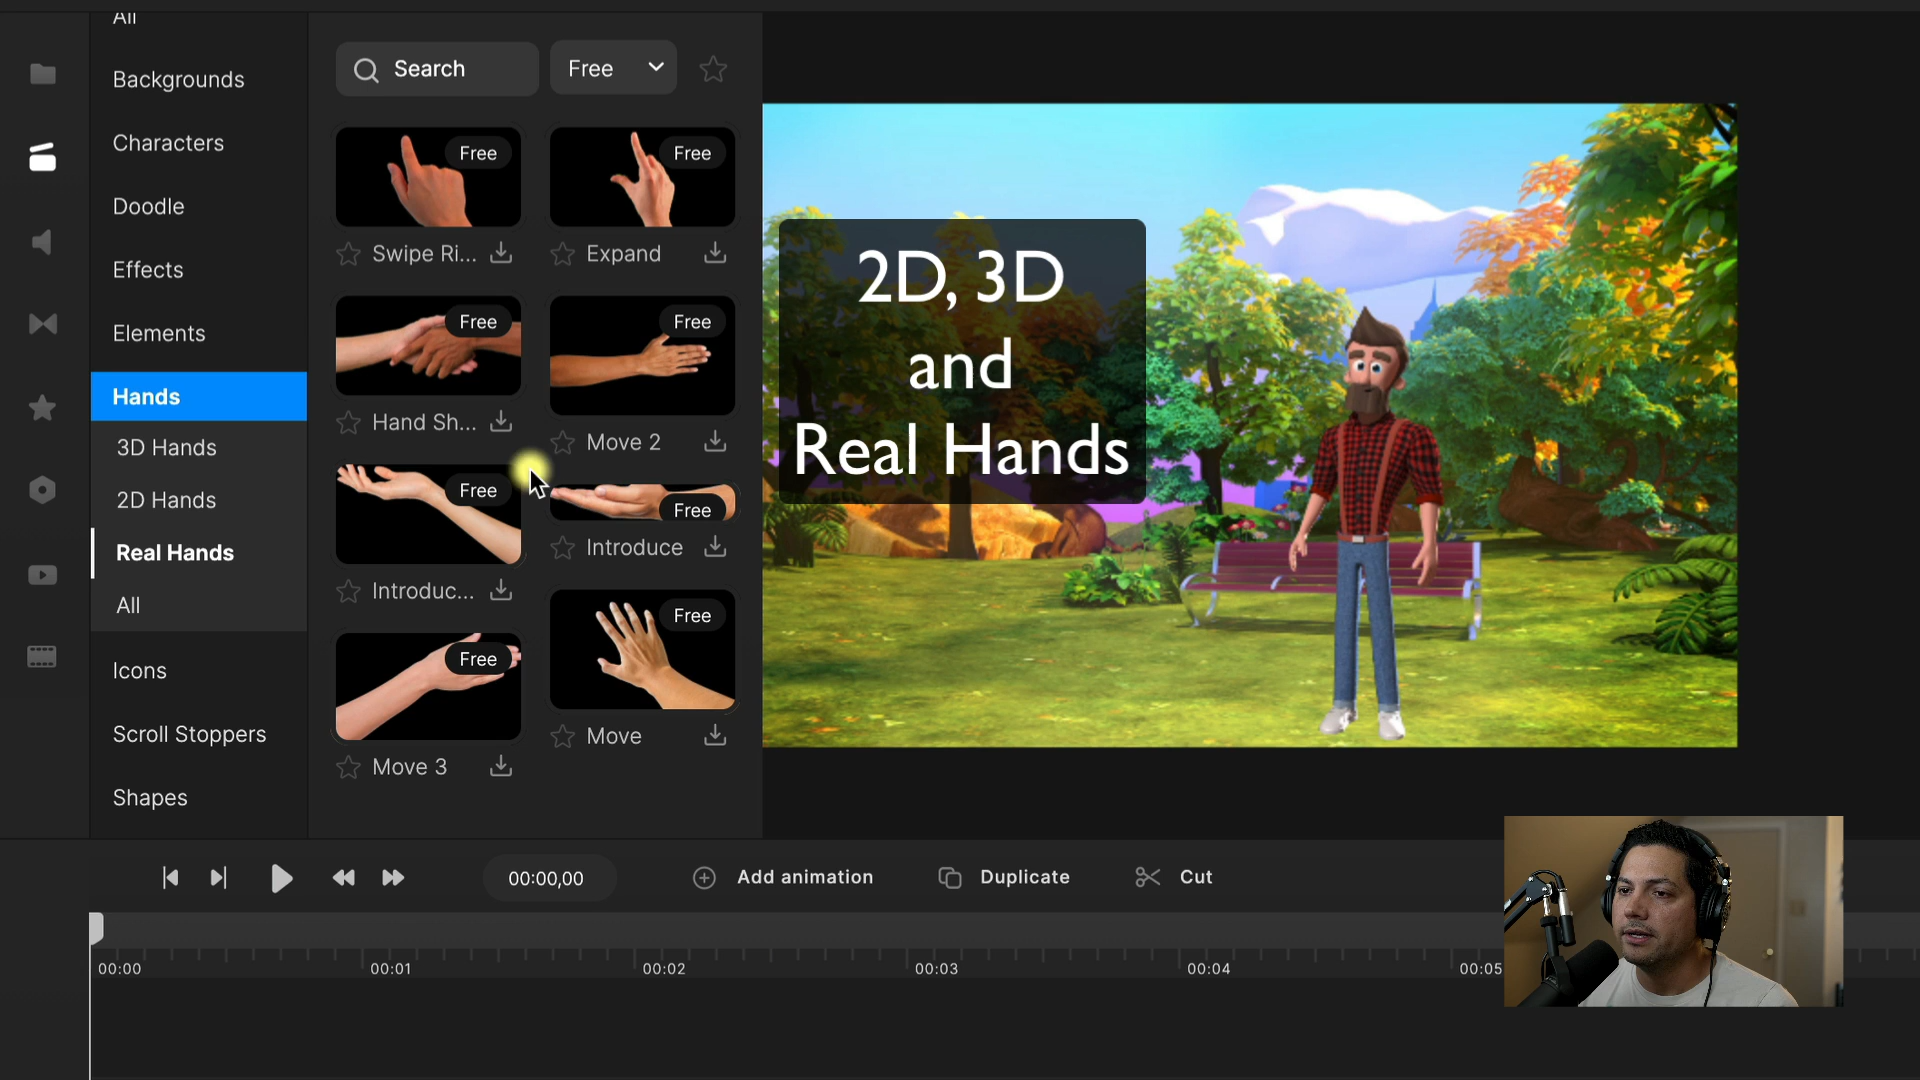 All
Backgrounds
Characters
Doodle
Effects
Elements
Hands
3D Hands
2D Hands
Real Hands
All
Icons
Scroll Stoppers
Shapes
Search
Free
Free
Free
Swipe Ri...
Expand
Free
Free
Hand Sh...
Move 2
Free
Free
Introduc...
Introduce
Free
Free
Move 3
Move
2D, 3D
and
Real Hands
00:00,00
Add animation
Duplicate
Cut
00:00
00:01
00:02
00:03
00:04
00:05